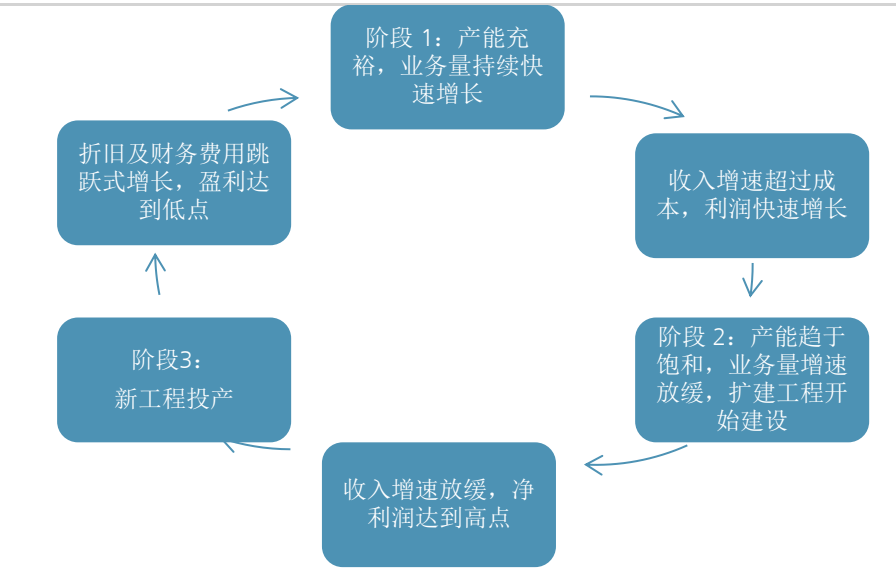 阶段 1：产能充
裕，业务量持续快
速增长
收入增速超过成
本，利润快速增长
阶段 2：产能趋于
饱和，业务量增速
放缓，扩建工程开
始建设
收入增速放缓，净
利润达到高点
阶段3：
新工程投产
折旧及财务费用跳
跃式增长，盈利达
到低点